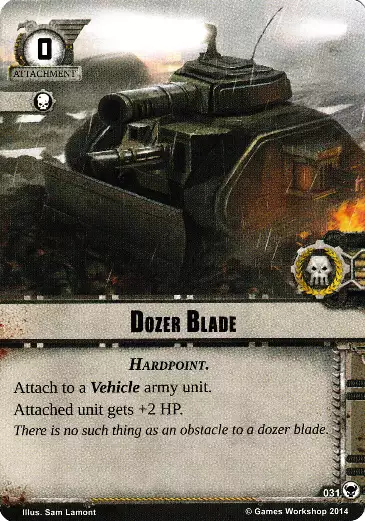 0
ATTACHMENT
DOZER BLADE
HARDPOINT.
Attach to a Vehicle army unit.
Attached unit gets +2 HP.
There is no such thing as an obstacle to a dozer blade.
031
Illus. Sam Lamont
© Games Workshop 2014